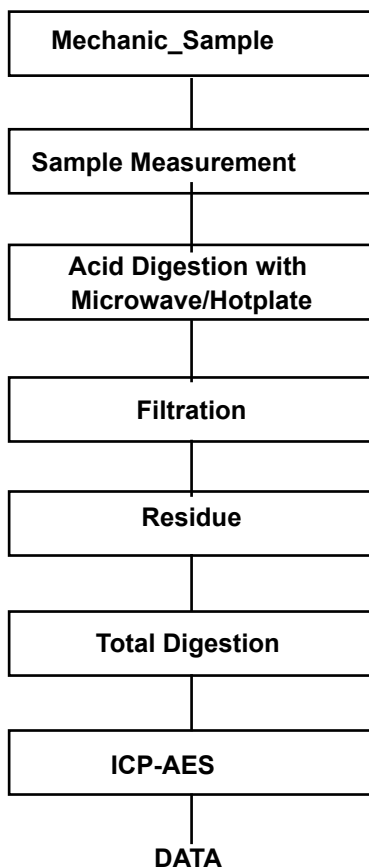 Mechanic_Sample
Sample Measurement
Acid Digestion with
Microwave/Hotplate
Filtration
Residue
Total Digestion
ICP-AES
DATA